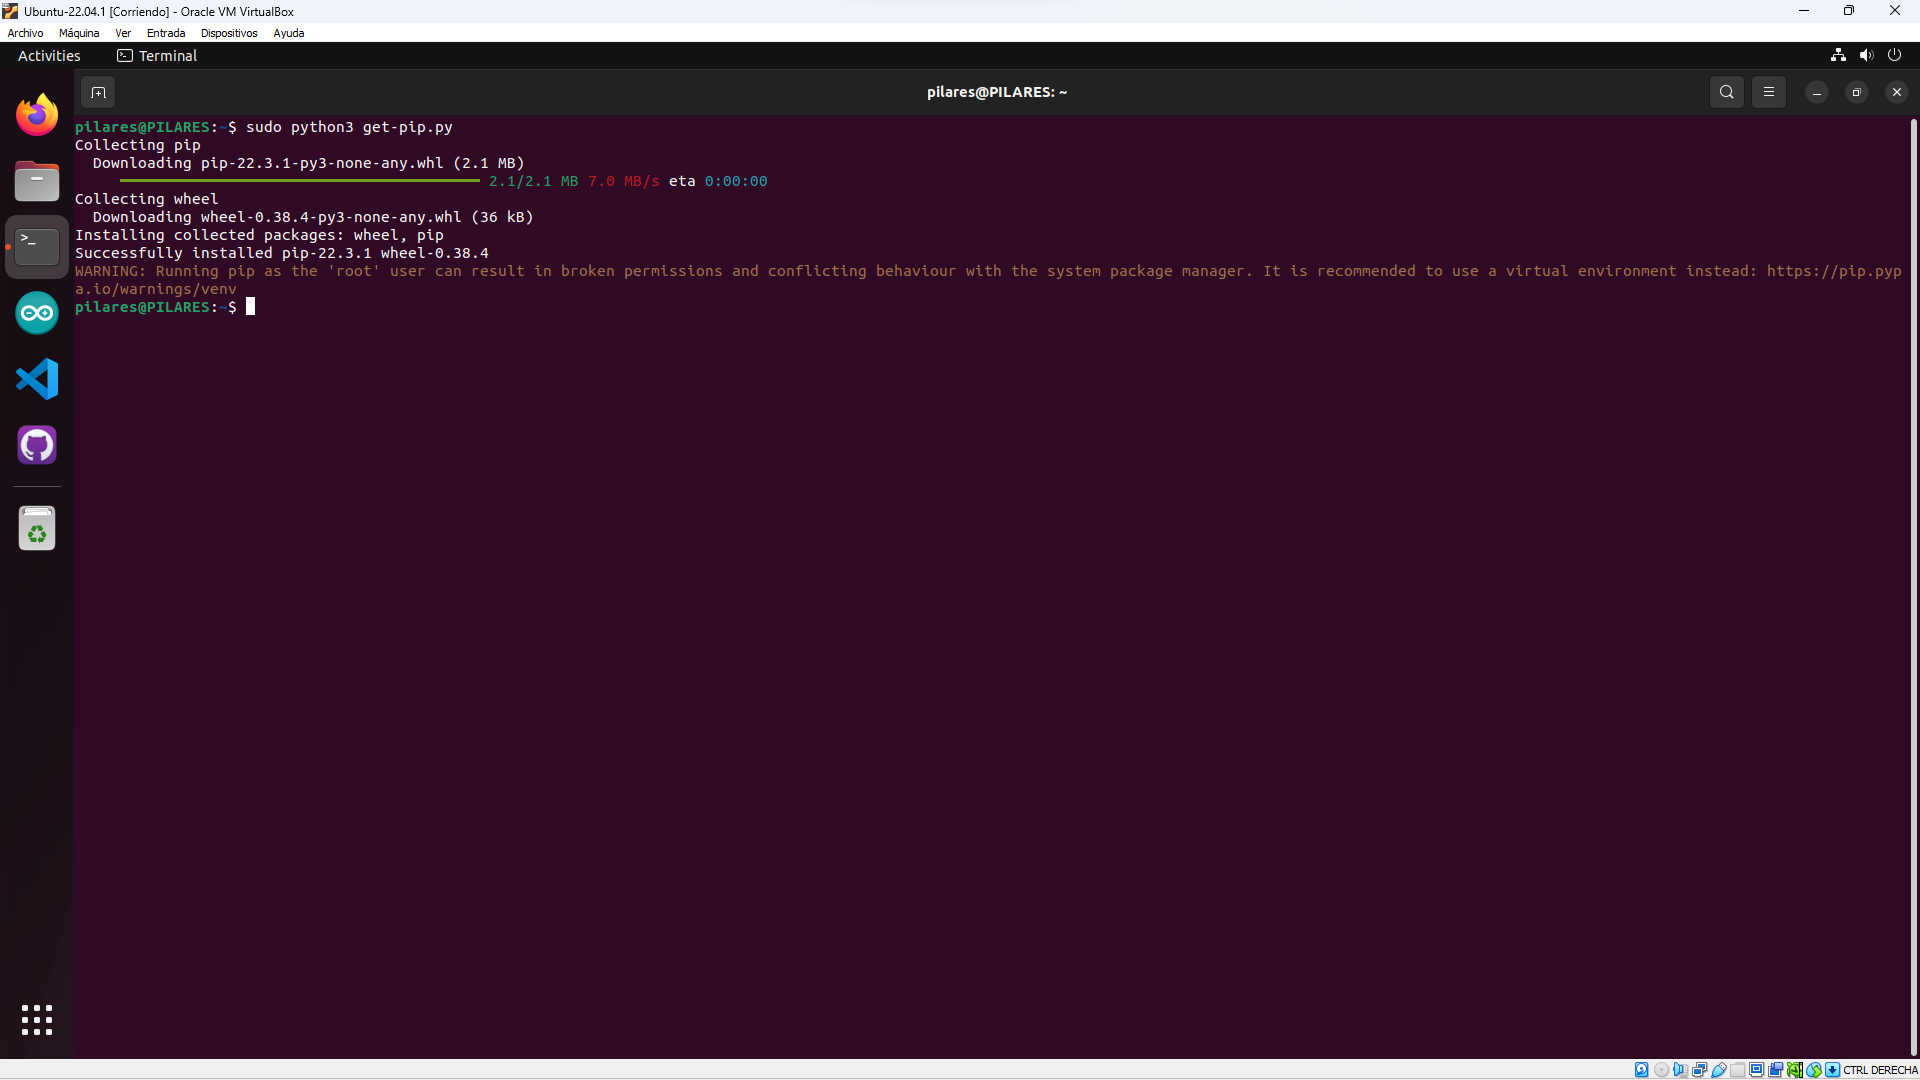 Ubuntu-22.04.1 [Corriendo] - Oracle VM VirtualBox
Archivo Máquina Ver Entrada Dispositivos Ayuda
Activities Terminal
pilares@PILARES: ~
pilares@PILARES:~$ sudo python3 get-pip.py
Collecting pip
  Downloading pip-22.3.1-py3-none-any.whl (2.1 MB)
2.1/2.1 MB 7.0 MB/s eta 0:00:00
Collecting wheel
  Downloading wheel-0.38.4-py3-none-any.whl (36 kB)
Installing collected packages: wheel, pip
Successfully installed pip-22.3.1 wheel-0.38.4
WARNING: Running pip as the 'root' user can result in broken permissions and conflicting behaviour with the system package manager. It is recommended to use a virtual environment instead: https://pip.pyp
a.io/warnings/venv
pilares@PILARES:~$
CTRL DERECHA